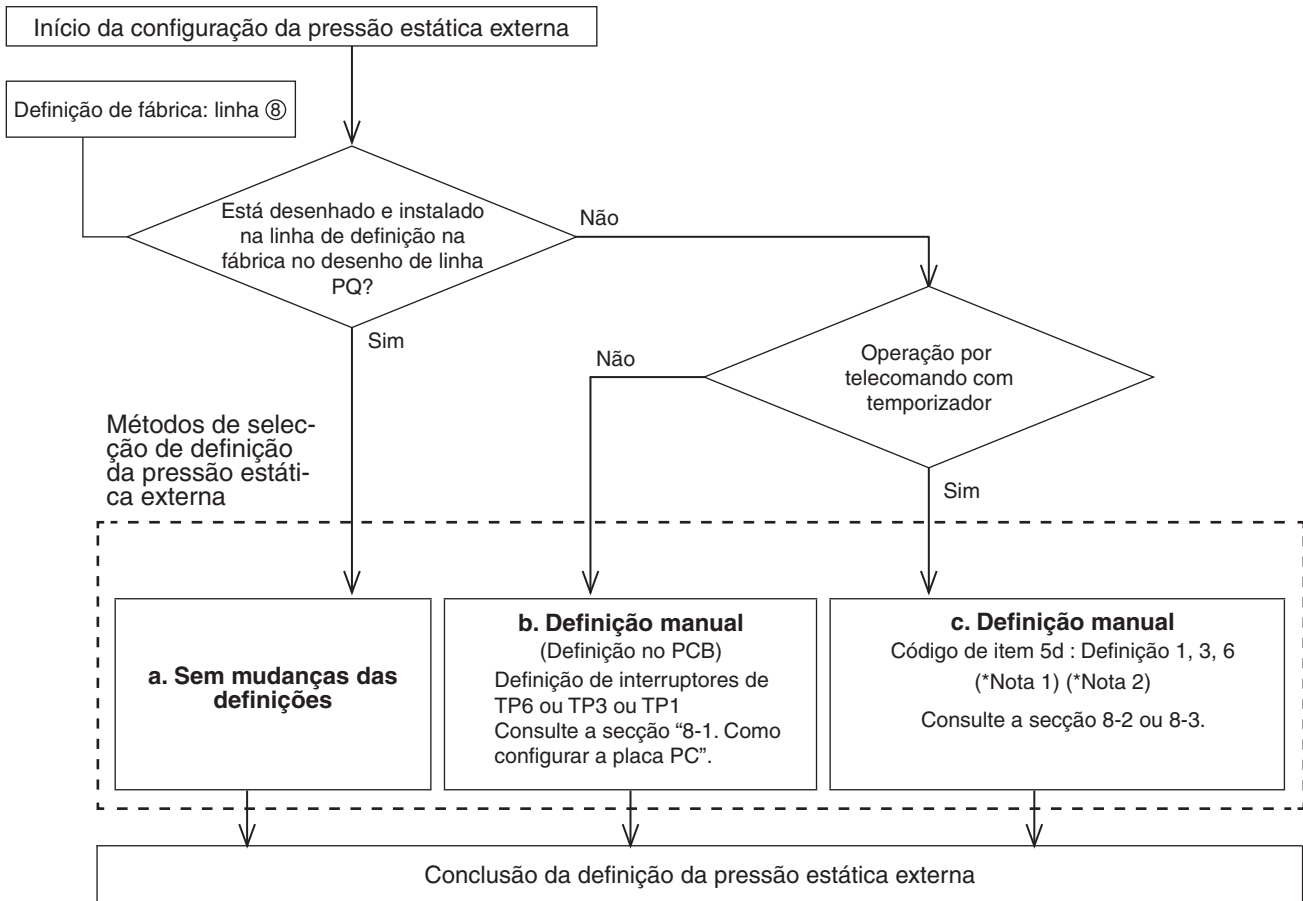 Início da configuração da pressão estática externa
Definição de fábrica: linha ⑧
Está desenhado e instalado
na linha de definição na
fábrica no desenho de linha
PQ?
Não
Sim
Operação por
telecomando com
temporizador
Não
Sim
Métodos de selec-
ção de definição
da pressão estáti-
ca externa
a. Sem mudanças das
definições
b. Definição manual
(Definição no PCB)
Definição de interruptores de
TP6 ou TP3 ou TP1
Consulte a secção “8-1. Como
configurar a placa PC”.
c. Definição manual
Código de item 5d : Definição 1, 3, 6
(*Nota 1) (*Nota 2)
Consulte a secção 8-2 ou 8-3.
Conclusão da definição da pressão estática externa